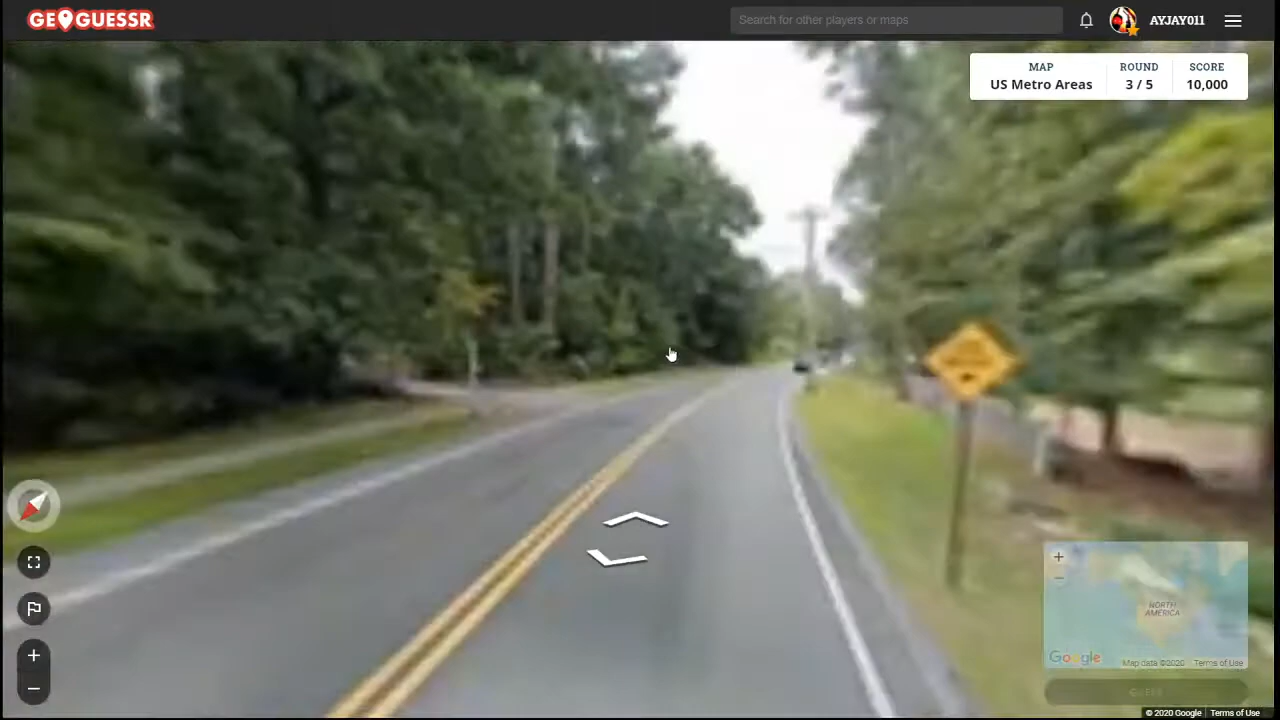 GEOGUESSR
Search for other players or maps
AYJAY011
MAP ROUND SCORE
US Metro Areas 3 / 5 10,000
+
−
NORTH
AMERICA
Google Map data ©2020 Terms of Use
GUESS
+
−
© 2020 Google Terms of Use